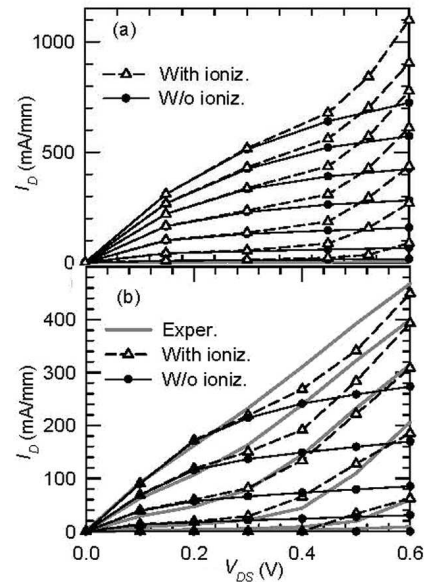 1000
(a)
With ioniz.
W/o ioniz.
I_D (mA/mm)
500
0
(b)
400
Exper.
With ioniz.
W/o ioniz.
I_D (mA/mm)
300
200
100
0
0.0 0.2 0.4 0.6
V_DS (V)